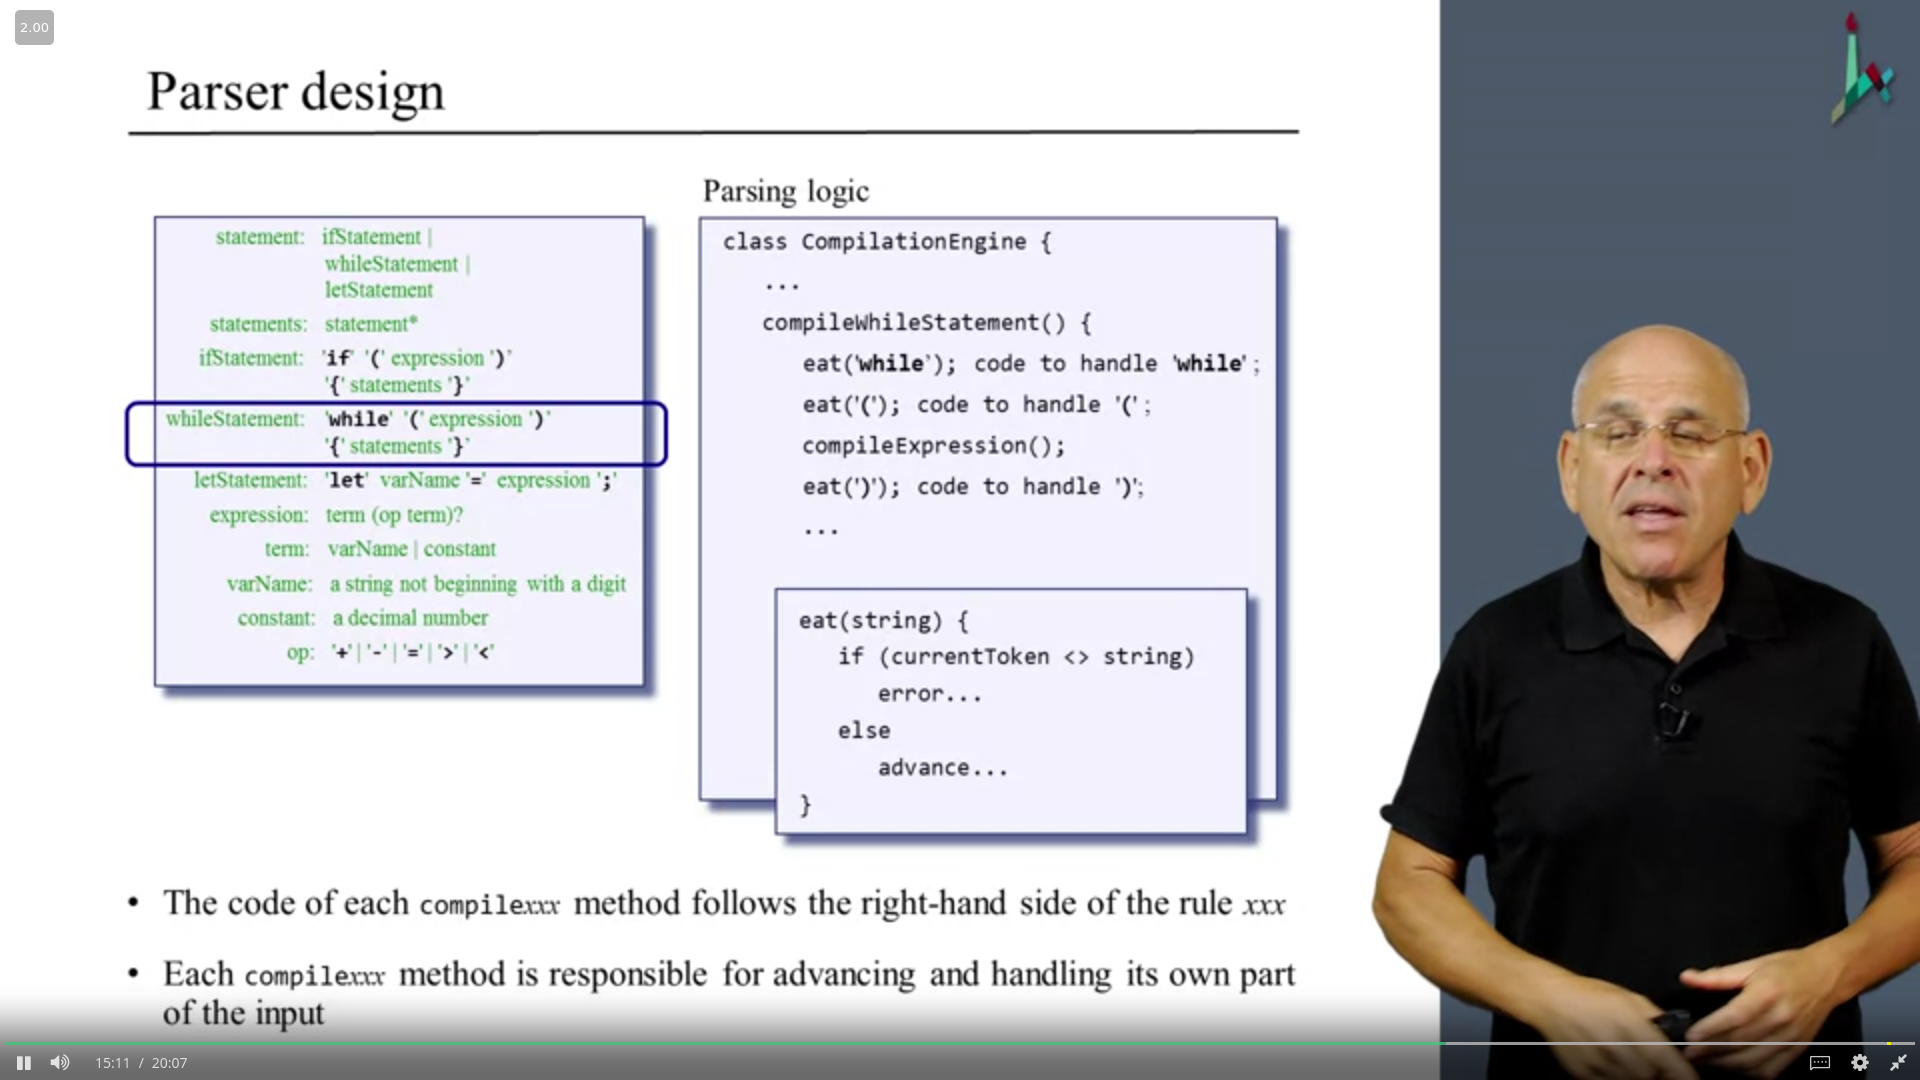 2.00
Parser design
Parsing logic
statement: ifStatement |
whileStatement |
letStatement
statements: statement*
ifStatement: 'if' '(' expression ')'
'{' statements '}'
whileStatement: 'while' '(' expression ')'
'{' statements '}'
letStatement: 'let' varName '=' expression ';'
expression: term (op term)?
term: varName | constant
varName: a string not beginning with a digit
constant: a decimal number
op: '+' | '-' | '=' | '>' | '<'
class CompilationEngine {
...
compileWhileStatement() {
eat('while'); code to handle 'while';
eat('('); code to handle '(';
compileExpression();
eat(')'); code to handle ')';
...
eat(string) {
if (currentToken <> string)
error...
else
advance...
}
• The code of each compilexxx method follows the right-hand side of the rule xxx
• Each compilexxx method is responsible for advancing and handling its own part
of the input
15:11 / 20:07